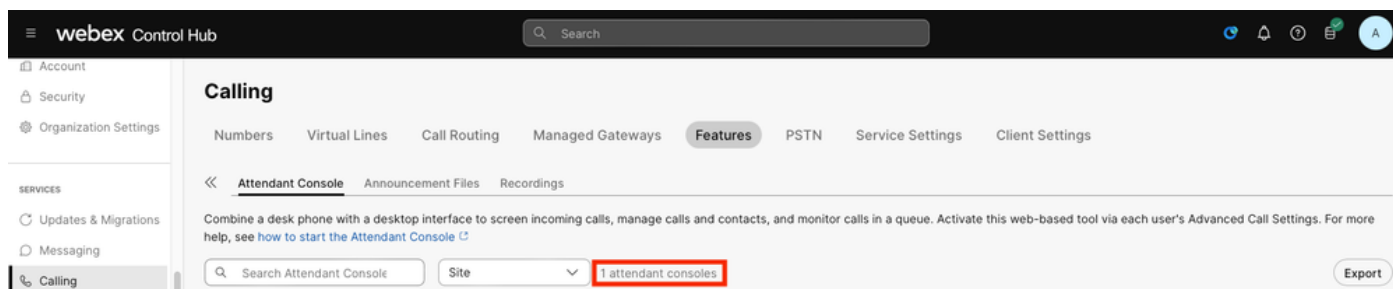 webex Control Hub
Search
A
Account
Security
Organization Settings
SERVICES
Updates & Migrations
Messaging
Calling
Calling
Numbers Virtual Lines Call Routing Managed Gateways Features PSTN Service Settings Client Settings
Attendant Console Announcement Files Recordings
Combine a desk phone with a desktop interface to screen incoming calls, manage calls and contacts, and monitor calls in a queue. Activate this web-based tool via each user's Advanced Call Settings. For more
help, see how to start the Attendant Console
Search Attendant Console Site 1 attendant consoles Export